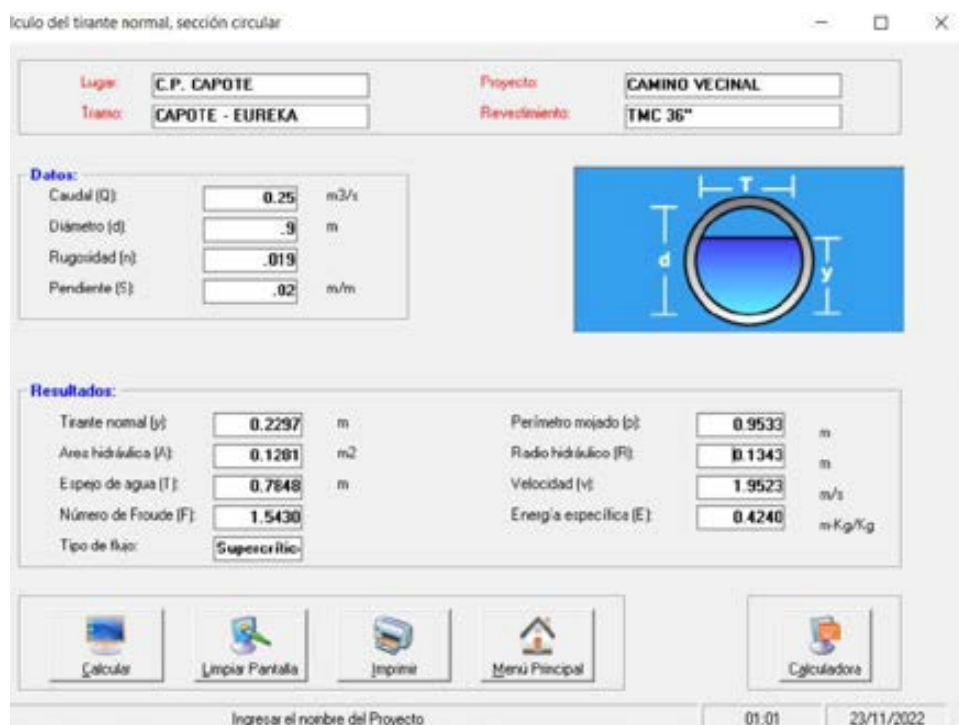 lculo del tirante normal, sección circular
Lugar: C.P. CAPOTE Proyecto: CAMINO VECINAL
Tramo: CAPOTE - EUREKA Revestimiento: TMC 36"
Datos:
Caudal (Q): 0.25 m3/s
Diámetro (d): .9 m
Rugosidad (n): .019
Pendiente (S): .02 m/m
T
d
y
Resultados:
Tirante normal (y): 0.2297 m Perímetro mojado (p): 0.9533 m
Area hidráulica (A): 0.1281 m2 Radio hidráulico (R): 0.1343 m
Espejo de agua (T): 0.7848 m Velocidad (v): 1.9523 m/s
Número de Froude (F): 1.5430 Energía específica (E): 0.4240 m-Kg/Kg
Tipo de flujo: Supercrític
Calcular Limpiar Pantalla Imprimir Menú Principal Calculadora
Ingresar el nombre del Proyecto 01:01 23/11/2022